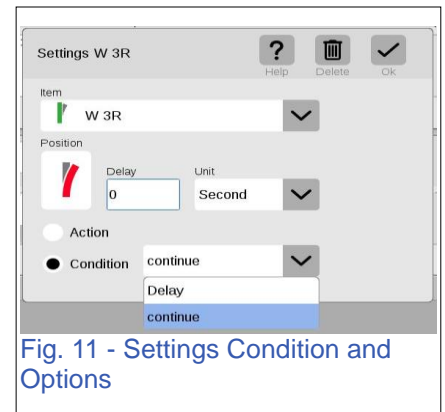 Settings W 3R
Help Delete Ok
Item
W 3R
Position
Delay Unit
0 Second
Action
Condition continue
Delay
continue
Fig. 11 - Settings Condition and
Options